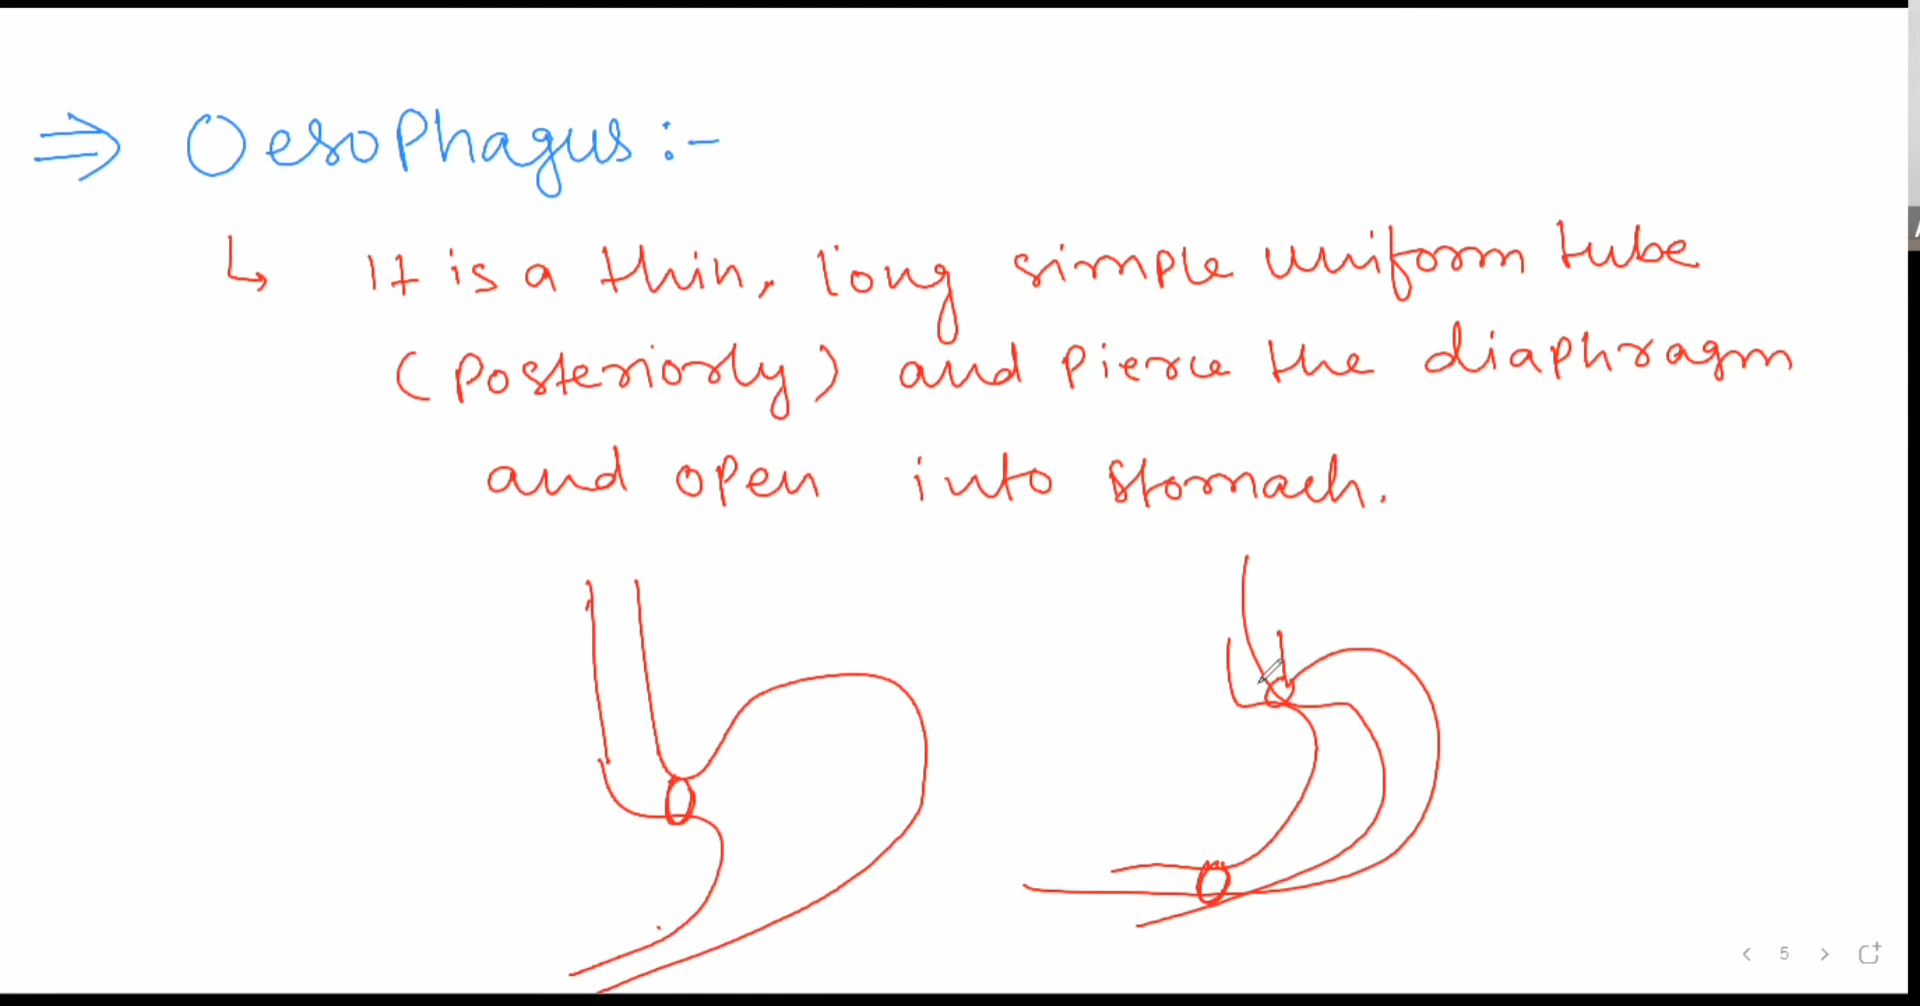 ⇒ Oesophagus :-
↳ It is a thin, long simple uniform tube
(Posteriorly) and Pierce the diaphragm
and open into stomach.
< 5 >